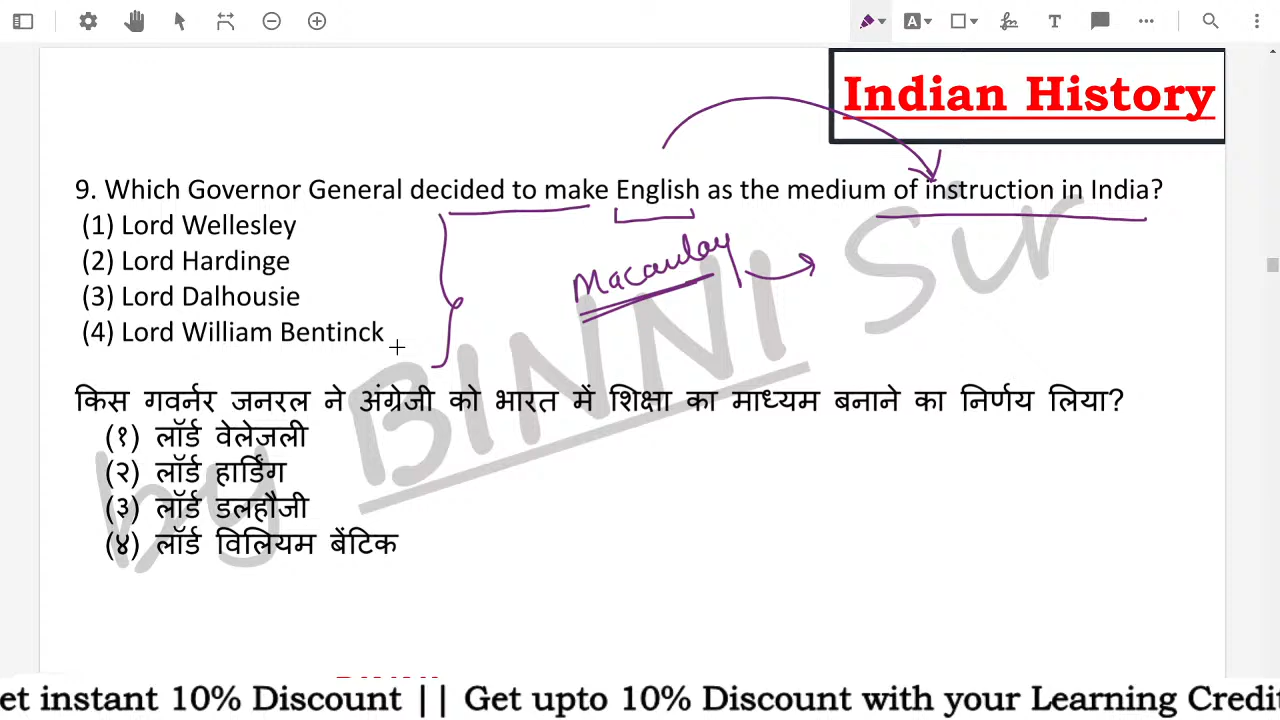 Indian History
9. Which Governor General decided to make English as the medium of instruction in India?
(1) Lord Wellesley
(2) Lord Hardinge
Macaulay
(3) Lord Dalhousie
(4) Lord William Bentinck
by BINNI Sir
किस गवर्नर जनरल ने अंग्रेजी को भारत में शिक्षा का माध्यम बनाने का निर्णय लिया?
(१) लॉर्ड वेलेजली
(२) लॉर्ड हार्डिंग
(३) लॉर्ड डलहौजी
(४) लॉर्ड विलियम बेंटिक
et instant 10% Discount || Get upto 10% Discount with your Learning Credit